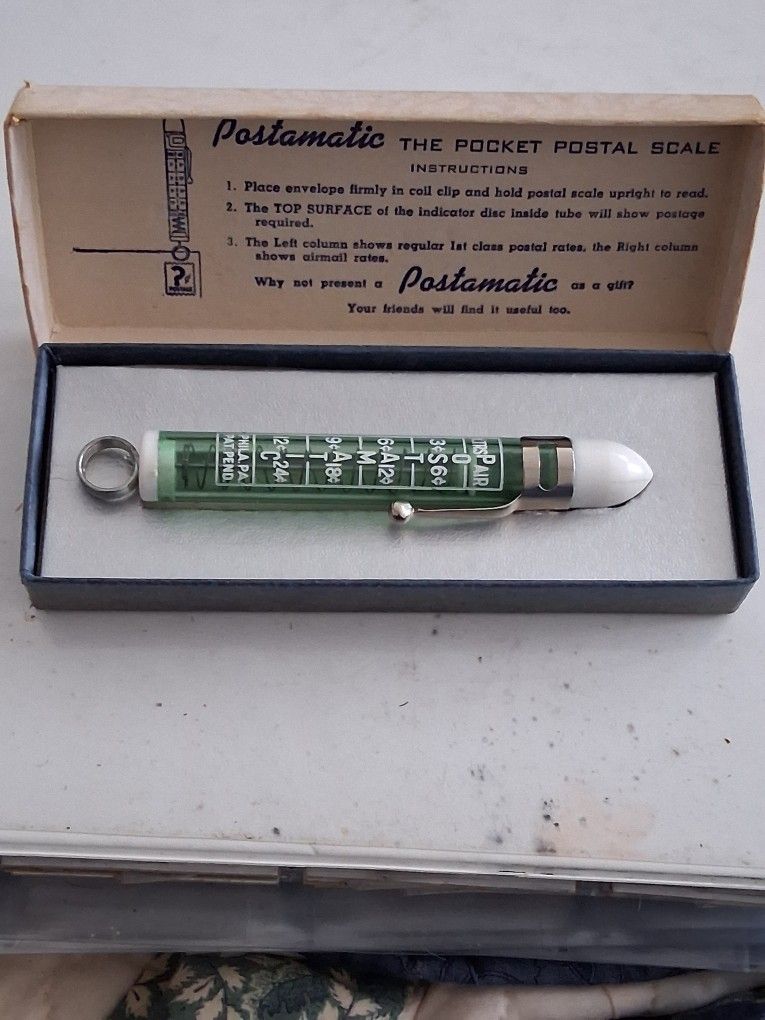 Postamatic THE POCKET POSTAL SCALE
INSTRUCTIONS
1. Place envelope firmly in coil clip and hold postal scale upright to read.
2. The TOP SURFACE of the indicator disc inside tube will show postage
required.
3. The Left column shows regular 1st class postal rates, the Right column
shows airmail rates.
Why not present a Postamatic as a gift?
Your friends will find it useful too.
?¢
POSTAGE
P AIR
O
3¢ S 6¢
T
6¢ A 12¢
M
9¢ A 18¢
T
I
12¢ C 24¢
PHILA. PA.
PAT. PEND.